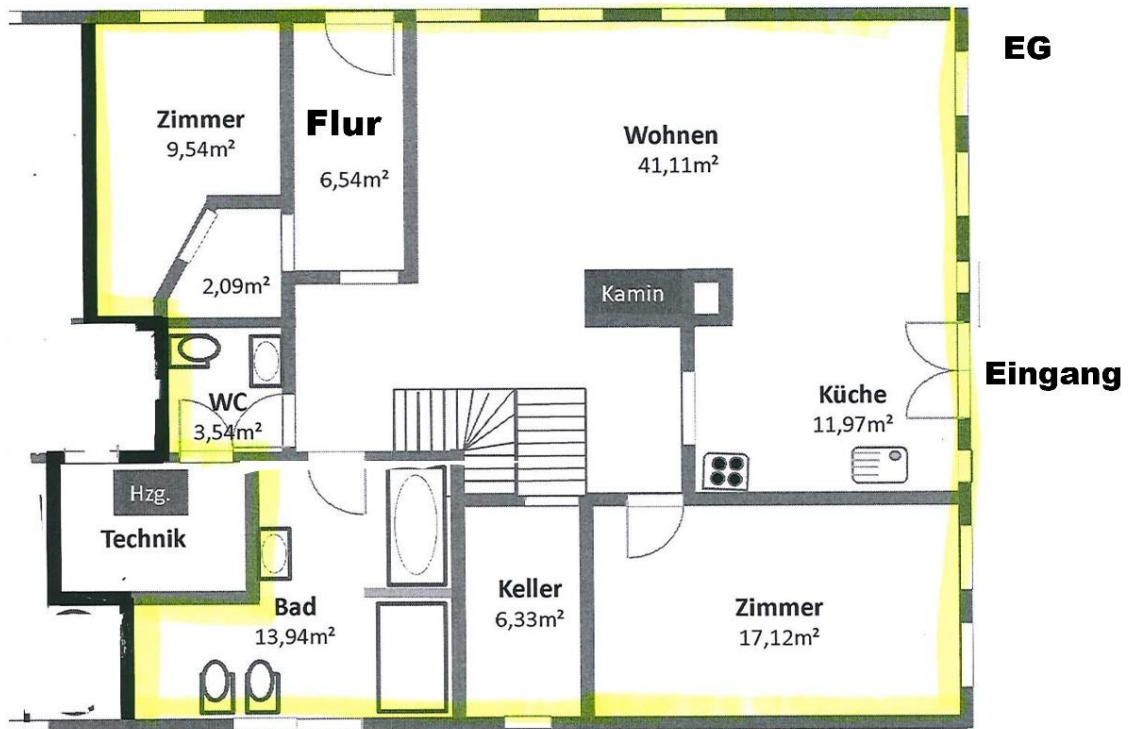 EG
Zimmer
9,54m²
Flur
6,54m²
Wohnen
41,11m²
2,09m²
Kamin
WC
3,54m²
Küche
11,97m²
Eingang
Hzg.
Technik
Bad
13,94m²
Keller
6,33m²
Zimmer
17,12m²